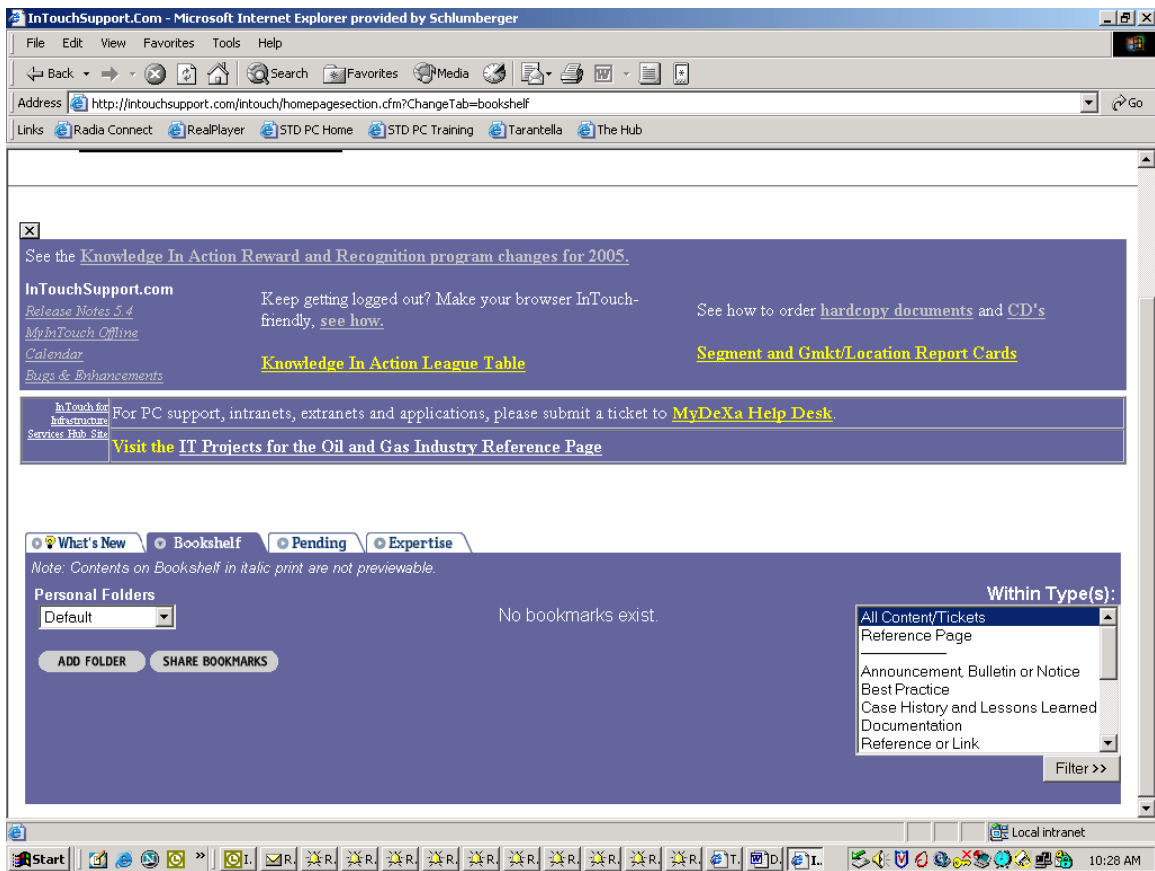 InTouchSupport.Com - Microsoft Internet Explorer provided by Schlumberger
File Edit View Favorites Tools Help
Back Search Favorites Media
Address http://intouchsupport.com/intouch/homepagesection.cfm?ChangeTab=bookshelf Go
Links Radia Connect RealPlayer STD PC Home STD PC Training Tarantella The Hub
See the Knowledge In Action Reward and Recognition program changes for 2005.
InTouchSupport.com
Release Notes 5.4
MyInTouch Offline
Calendar
Bugs & Enhancements
Keep getting logged out? Make your browser InTouch-
friendly, see how.
Knowledge In Action League Table
See how to order hardcopy documents and CD's
Segment and Gmkt/Location Report Cards
InTouch for
Infrastructure
Services Hub Site
For PC support, intranets, extranets and applications, please submit a ticket to MyDeXa Help Desk.
Visit the IT Projects for the Oil and Gas Industry Reference Page
What's New Bookshelf Pending Expertise
Note: Contents on Bookshelf in italic print are not previewable.
Personal Folders
Default
ADD FOLDER SHARE BOOKMARKS
No bookmarks exist.
Within Type(s):
All Content/Tickets
Reference Page
Announcement, Bulletin or Notice
Best Practice
Case History and Lessons Learned
Documentation
Reference or Link
Filter >>
Local intranet
Start » I. R. R. R. R. R. R. R. R. R. R. T. D. I.. 10:28 AM